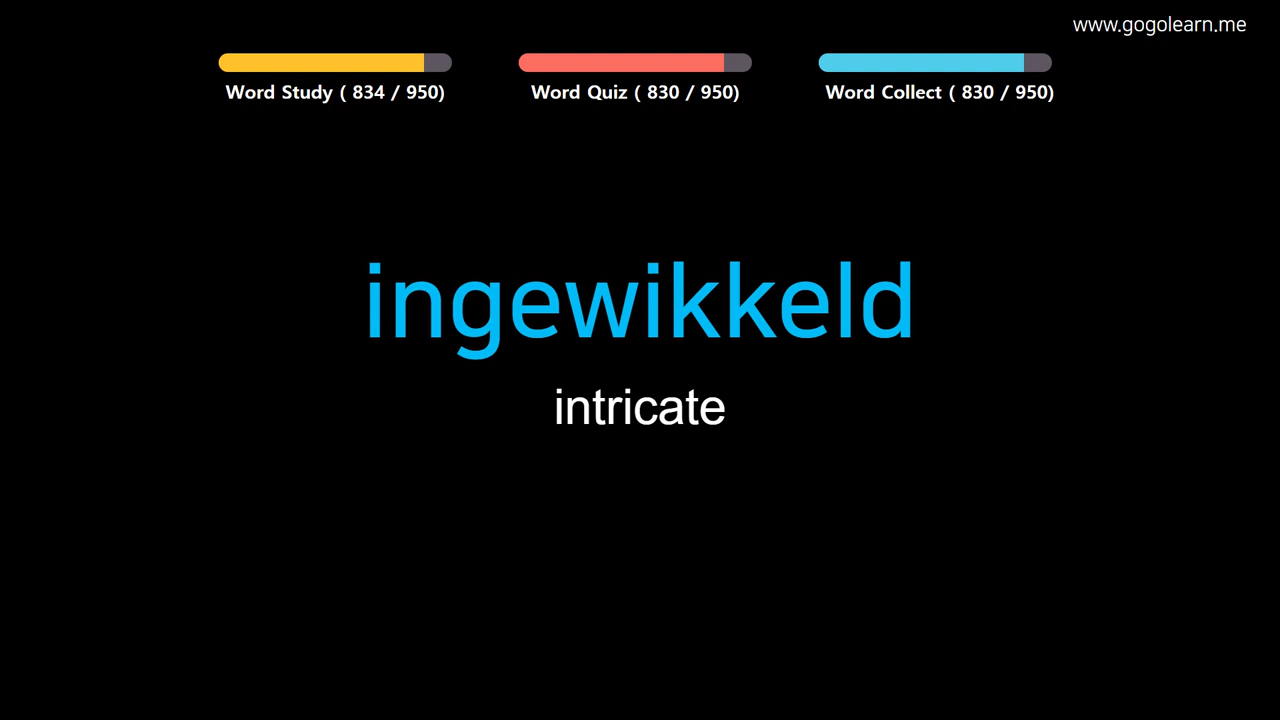 www.gogolearn.me
Word Study ( 834 / 950)
Word Quiz ( 830 / 950)
Word Collect ( 830 / 950)
ingewikkeld
intricate